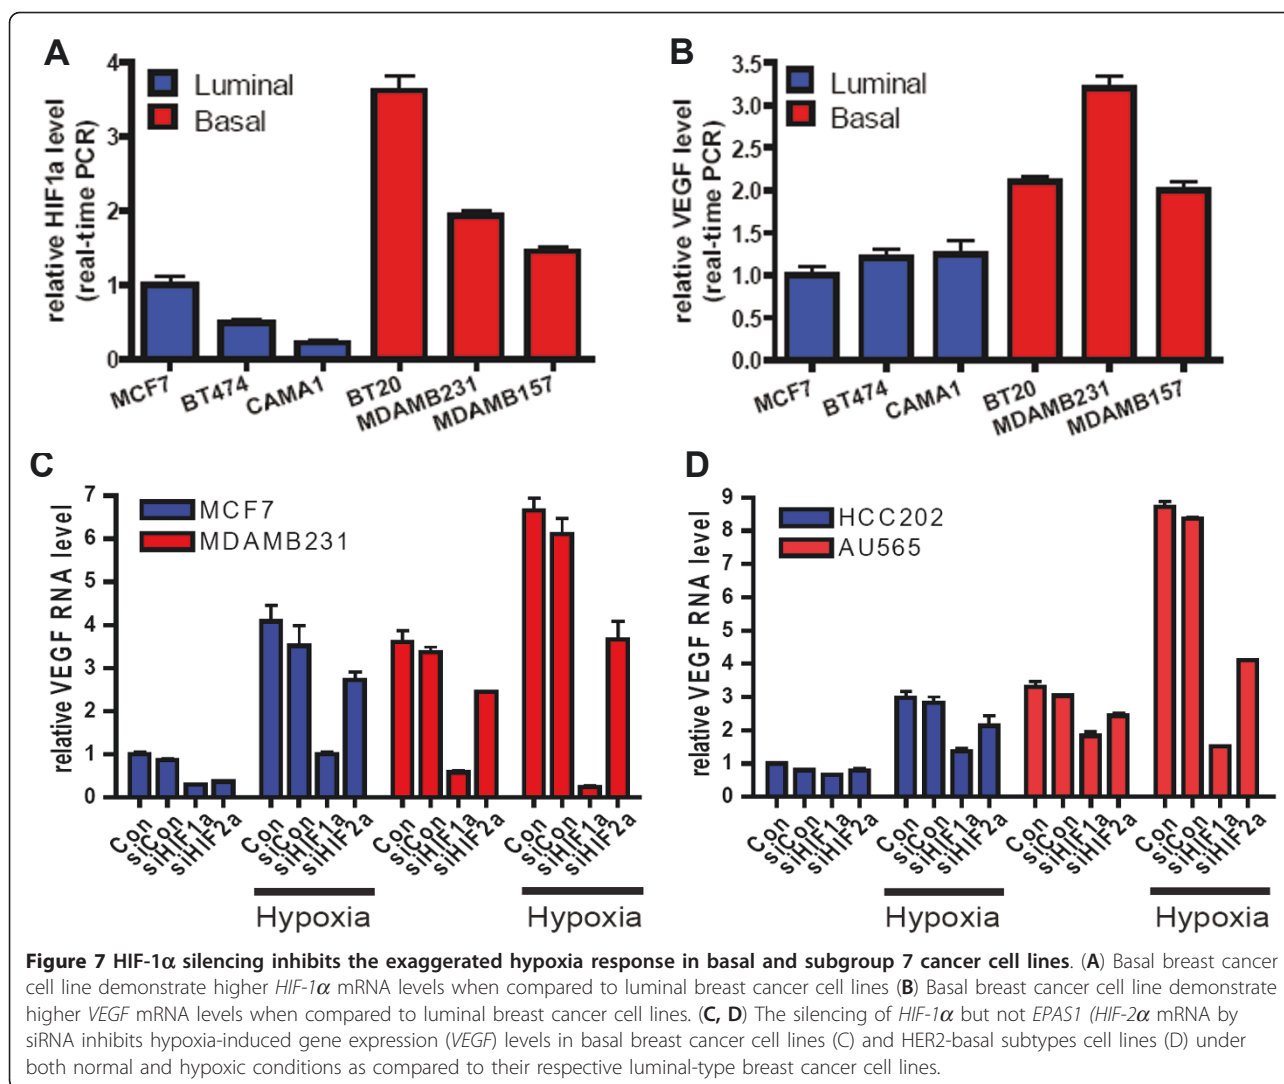 A
relative HIF1a level
(real-time PCR)
4
3
2
1
0
Luminal
Basal
MCF7
BT474
CAMA1
BT20
MDAMB231
MDAMB157
B
relative VEGF level
(real-time PCR)
3.5
3.0
2.5
2.0
1.5
1.0
0.5
0.0
Luminal
Basal
MCF7
BT474
CAMA1
BT20
MDAMB231
MDAMB157
C
relative VEGF RNA level
7
6
5
4
3
2
1
0
MCF7
MDAMB231
Con
siCon
siHIF1a
siHIF2a
Con
siCon
siHIF1a
siHIF2a
Con
siCon
siHIF1a
siHIF2a
Con
siCon
siHIF1a
siHIF2a
Hypoxia
Hypoxia
D
relative VEGF RNA level
9
8
7
6
5
4
3
2
1
0
HCC202
AU565
Con
siCon
siHIF1a
siHIF2a
Con
siCon
siHIF1a
siHIF2a
Con
siCon
siHIF1a
siHIF2a
Con
siCon
siHIF1a
siHIF2a
Hypoxia
Hypoxia
Figure 7 HIF-1α silencing inhibits the exaggerated hypoxia response in basal and subgroup 7 cancer cell lines. (A) Basal breast cancer
cell line demonstrate higher HIF-1α mRNA levels when compared to luminal breast cancer cell lines (B) Basal breast cancer cell line demonstrate
higher VEGF mRNA levels when compared to luminal breast cancer cell lines. (C, D) The silencing of HIF-1α but not EPAS1 (HIF-2α mRNA by
siRNA inhibits hypoxia-induced gene expression (VEGF) levels in basal breast cancer cell lines (C) and HER2-basal subtypes cell lines (D) under
both normal and hypoxic conditions as compared to their respective luminal-type breast cancer cell lines.